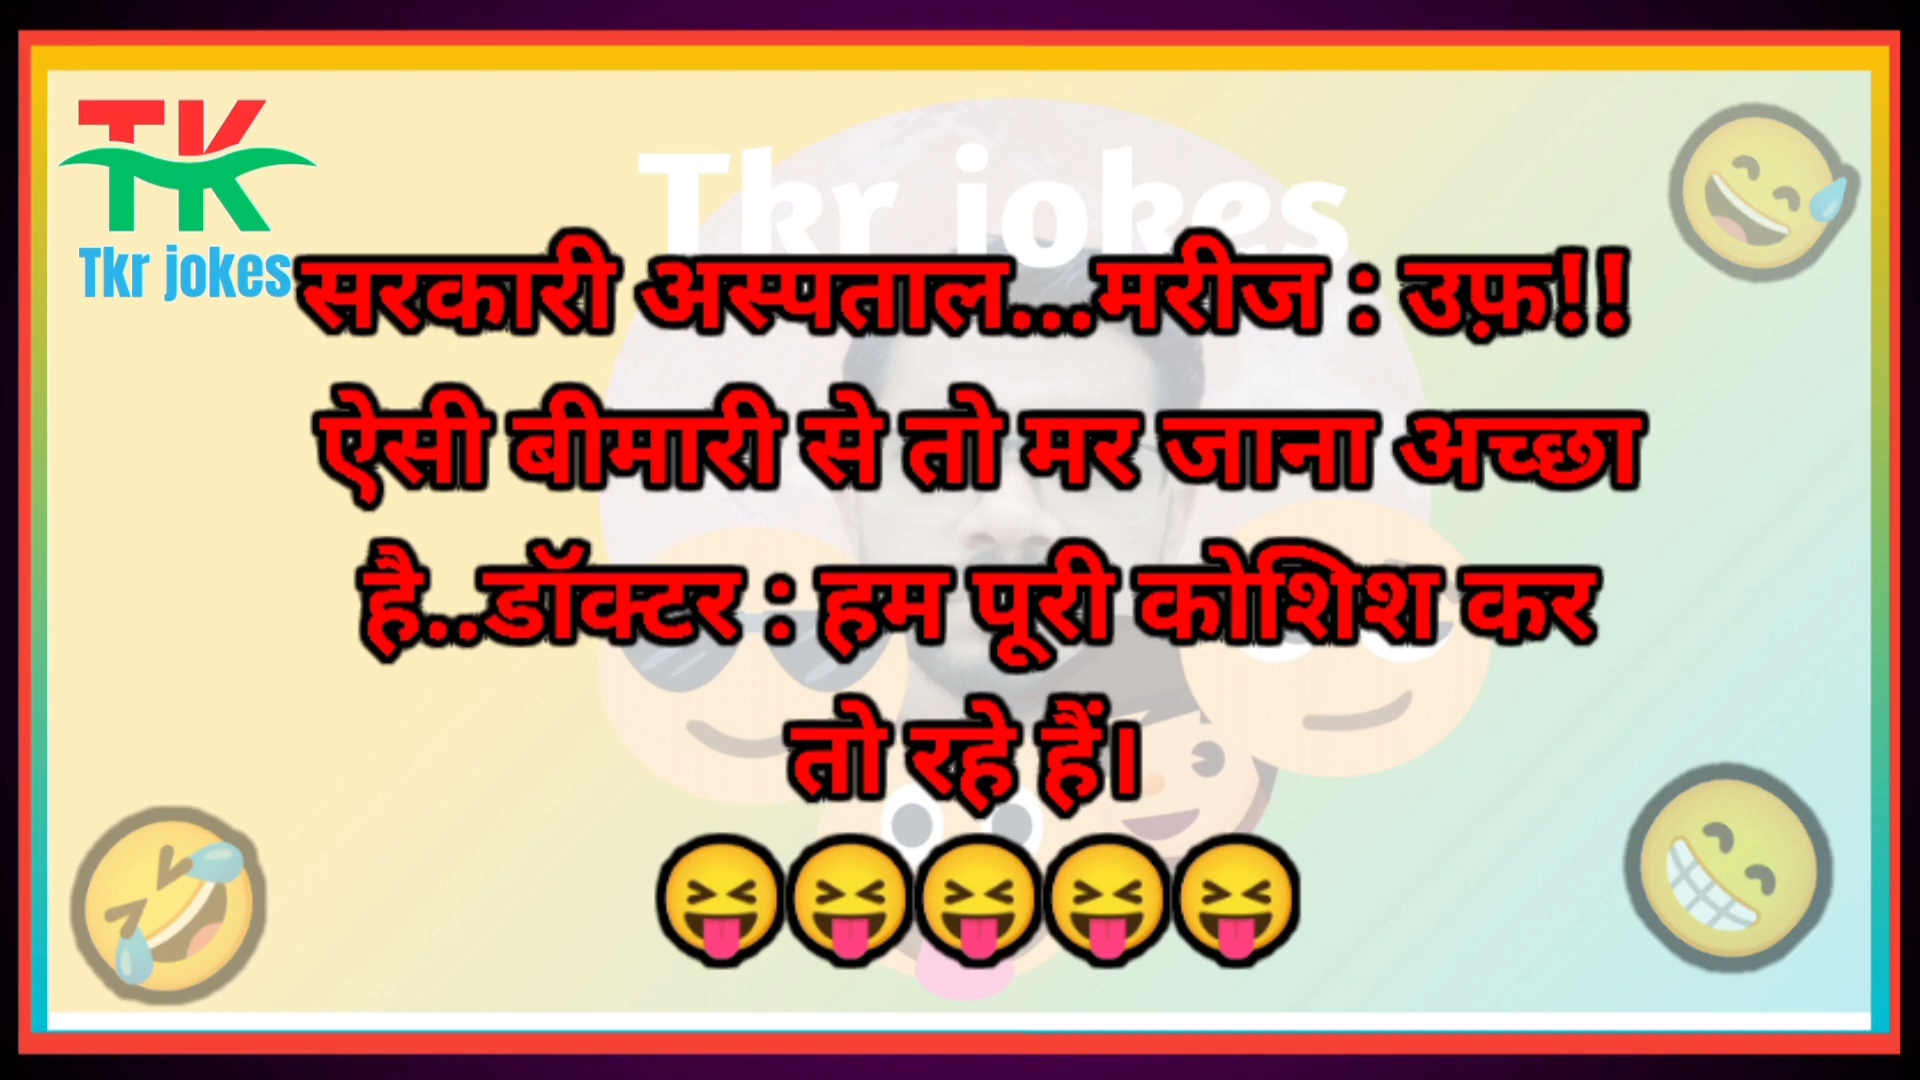 TK
Tkr jokes
Tkr jokes
सरकारी अस्पताल...मरीज : उफ़!!
ऐसी बीमारी से तो मर जाना अच्छा
है..डॉक्टर : हम पूरी कोशिश कर
तो रहे हैं।
😝😝😝😝😝